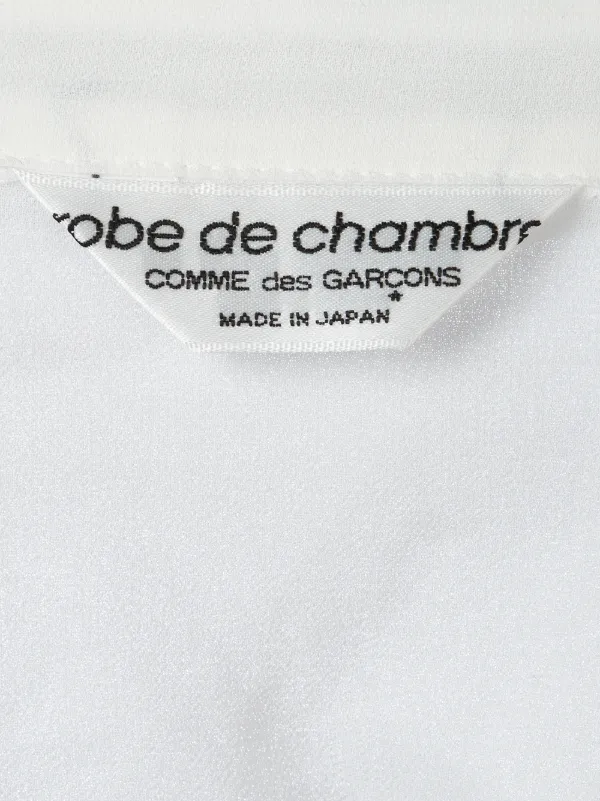 robe de chambre
COMME des GARÇONS
*
MADE IN JAPAN